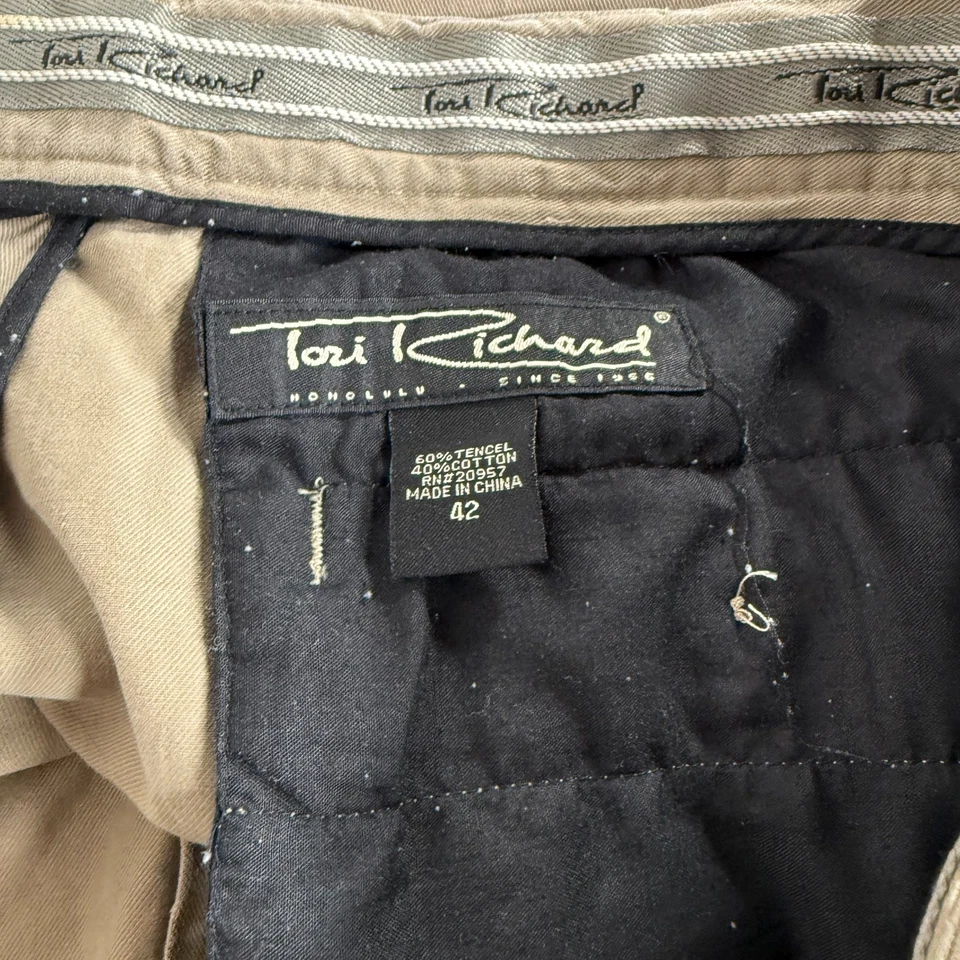 Tori Richard
Tori Richard
Tori Ric
Tori Richard®
HONOLULU · SINCE 1956
60%TENCEL
40%COTTON
RN#20957
MADE IN CHINA
42